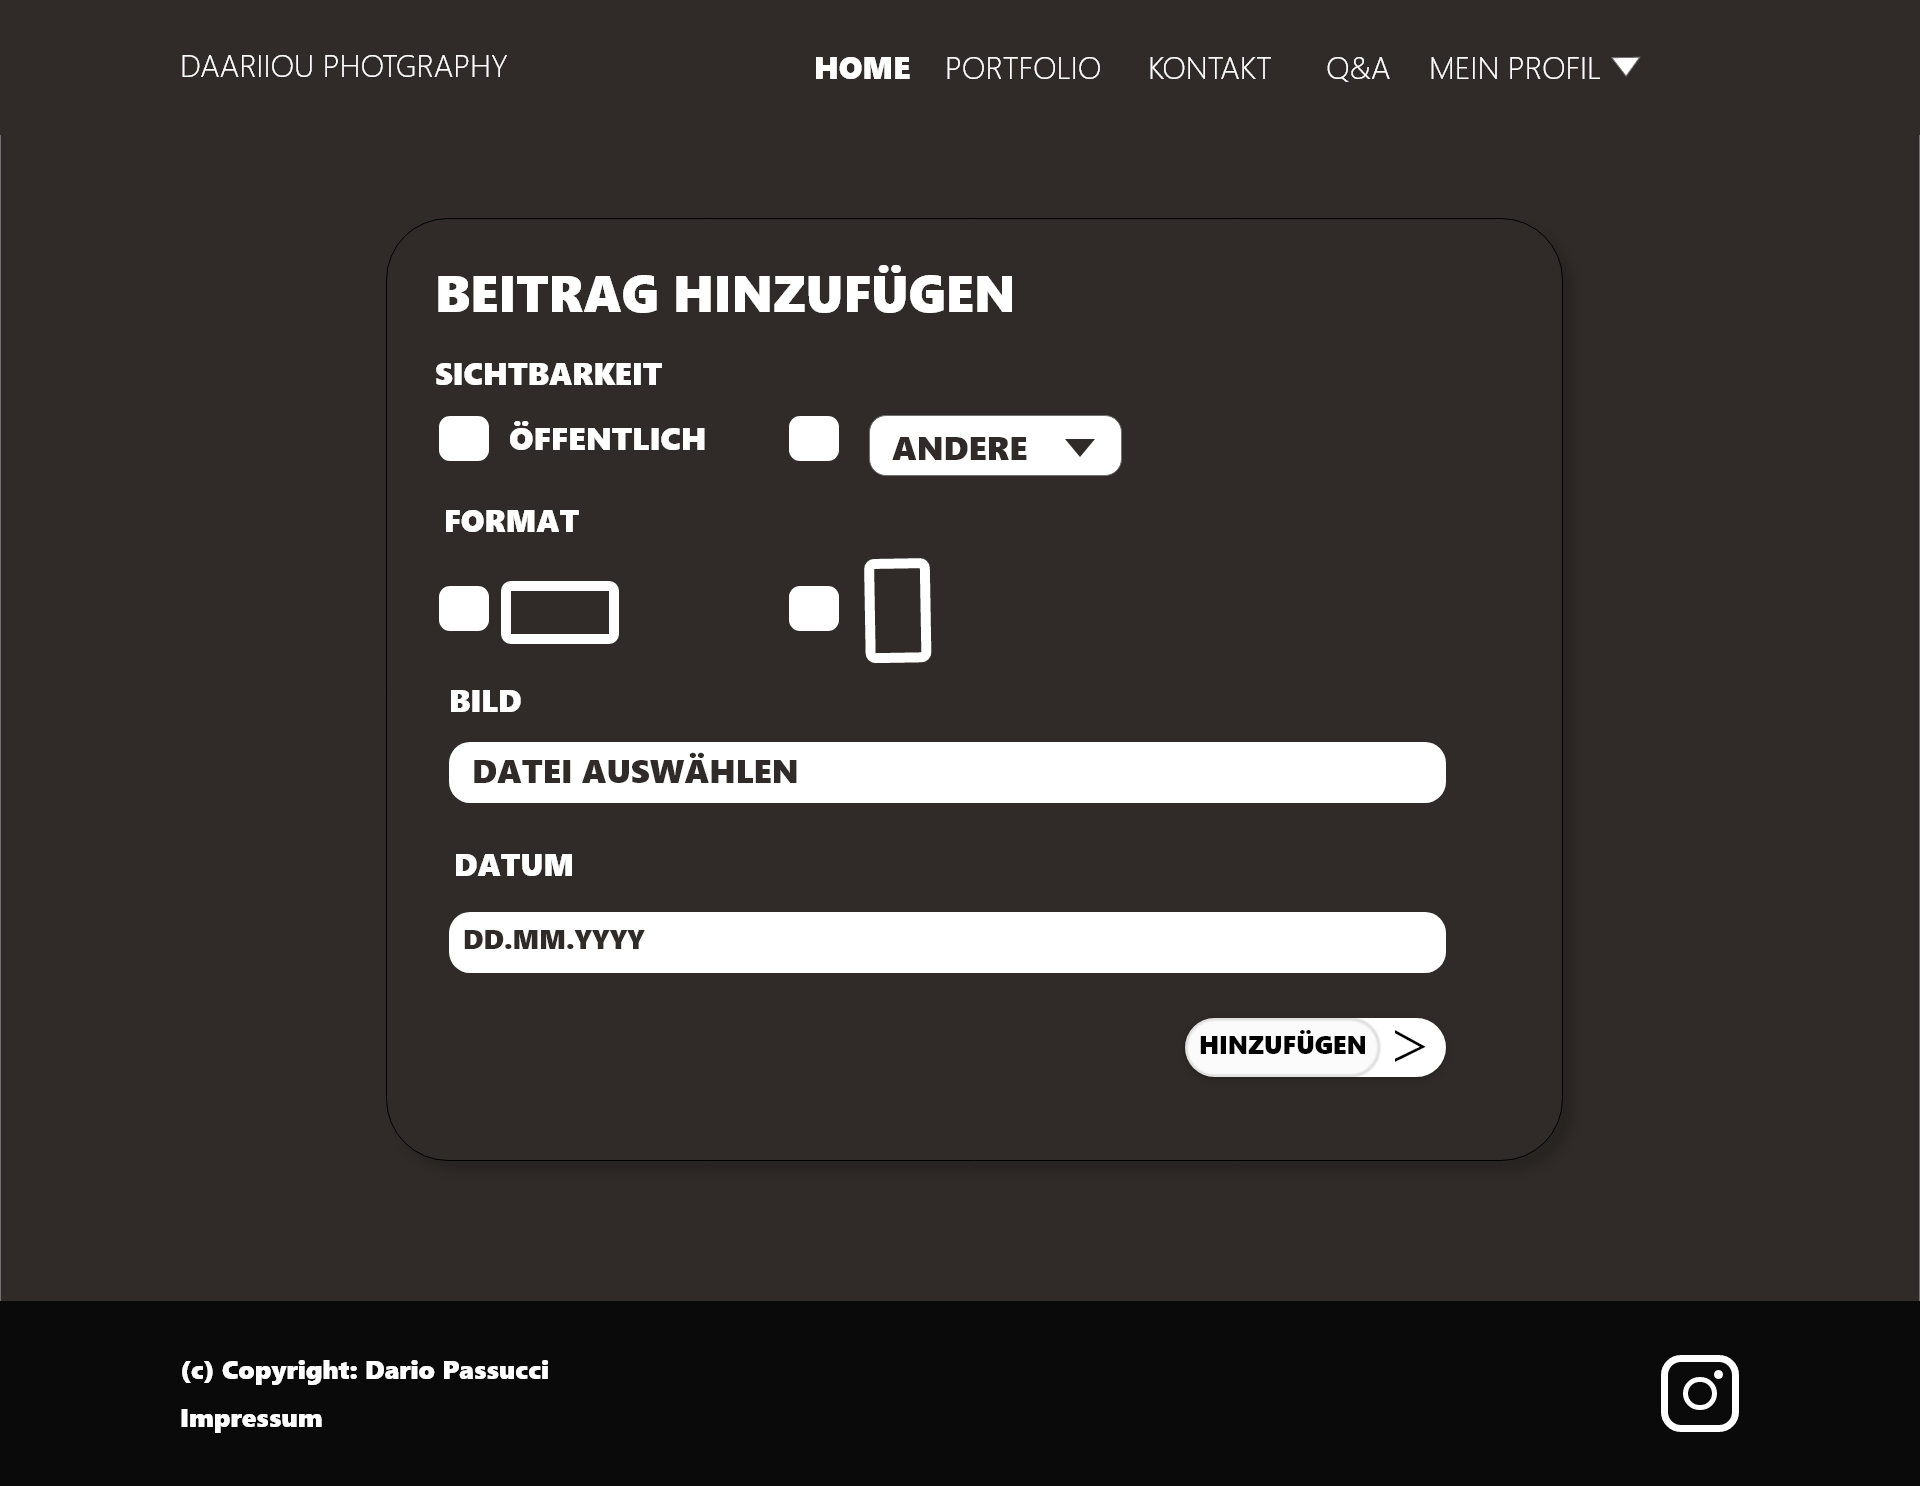 DAARIIOU PHOTGRAPHY
HOME PORTFOLIO KONTAKT Q&A MEIN PROFIL
BEITRAG HINZUFÜGEN
SICHTBARKEIT
ÖFFENTLICH
ANDERE
FORMAT
BILD
DATEI AUSWÄHLEN
DATUM
DD.MM.YYYY
HINZUFÜGEN >
(c) Copyright: Dario Passucci
Impressum